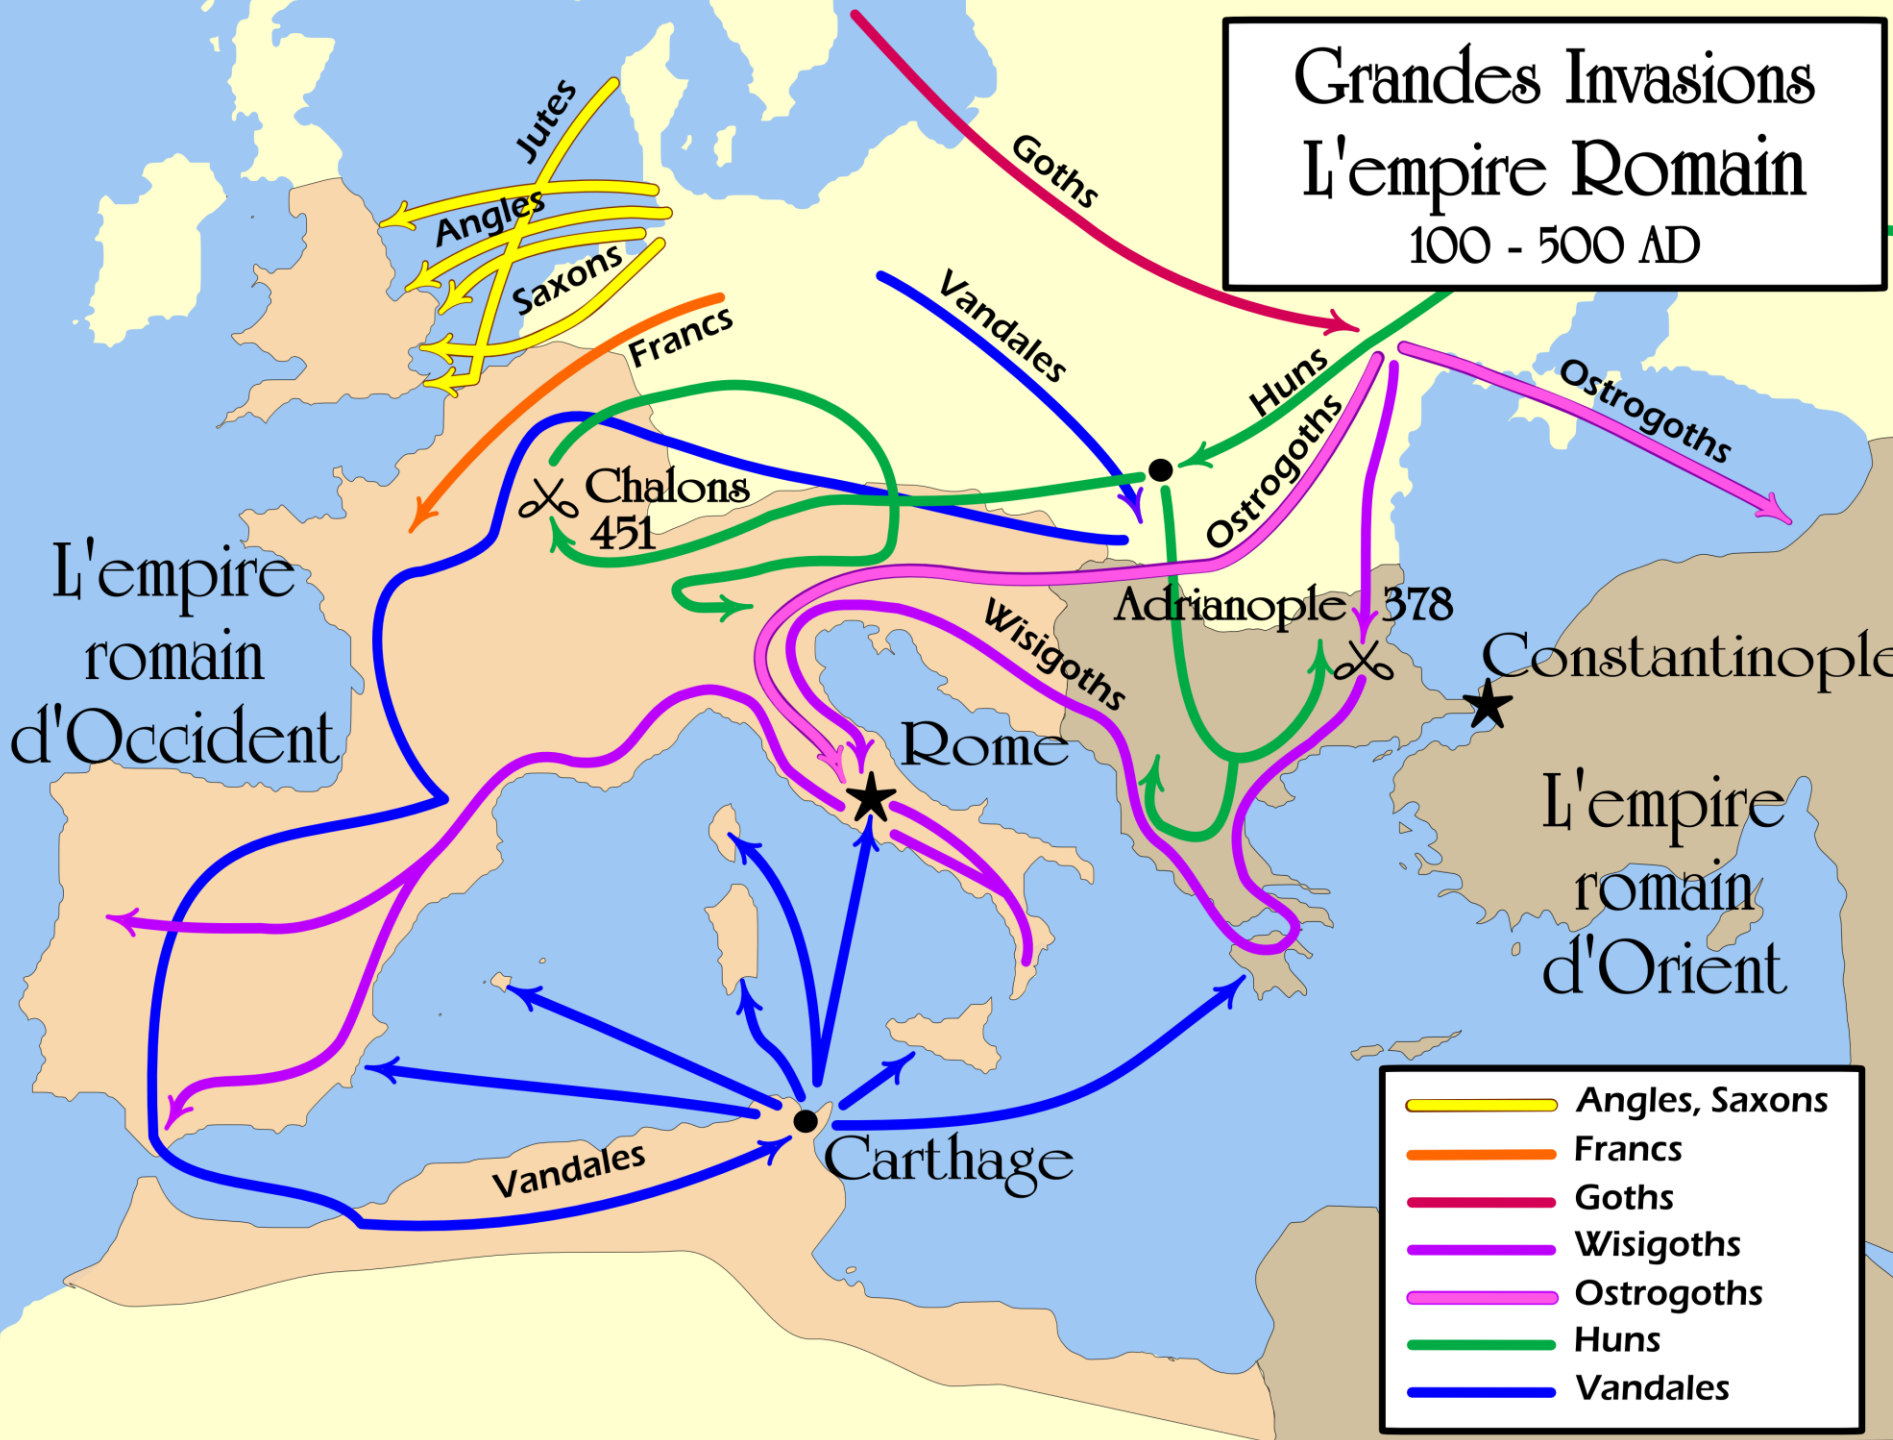 Grandes Invasions
L'empire Romain
100 - 500 AD
Jutes
Angles
Saxons
Francs
Goths
Vandales
Huns
Ostrogoths
Ostrogoths
Chalons
451
L'empire
romain
d'Occident
Adrianople 378
Wisigoths
Constantinople
Rome
L'empire
romain
d'Orient
Vandales
Carthage
Angles, Saxons
Francs
Goths
Wisigoths
Ostrogoths
Huns
Vandales